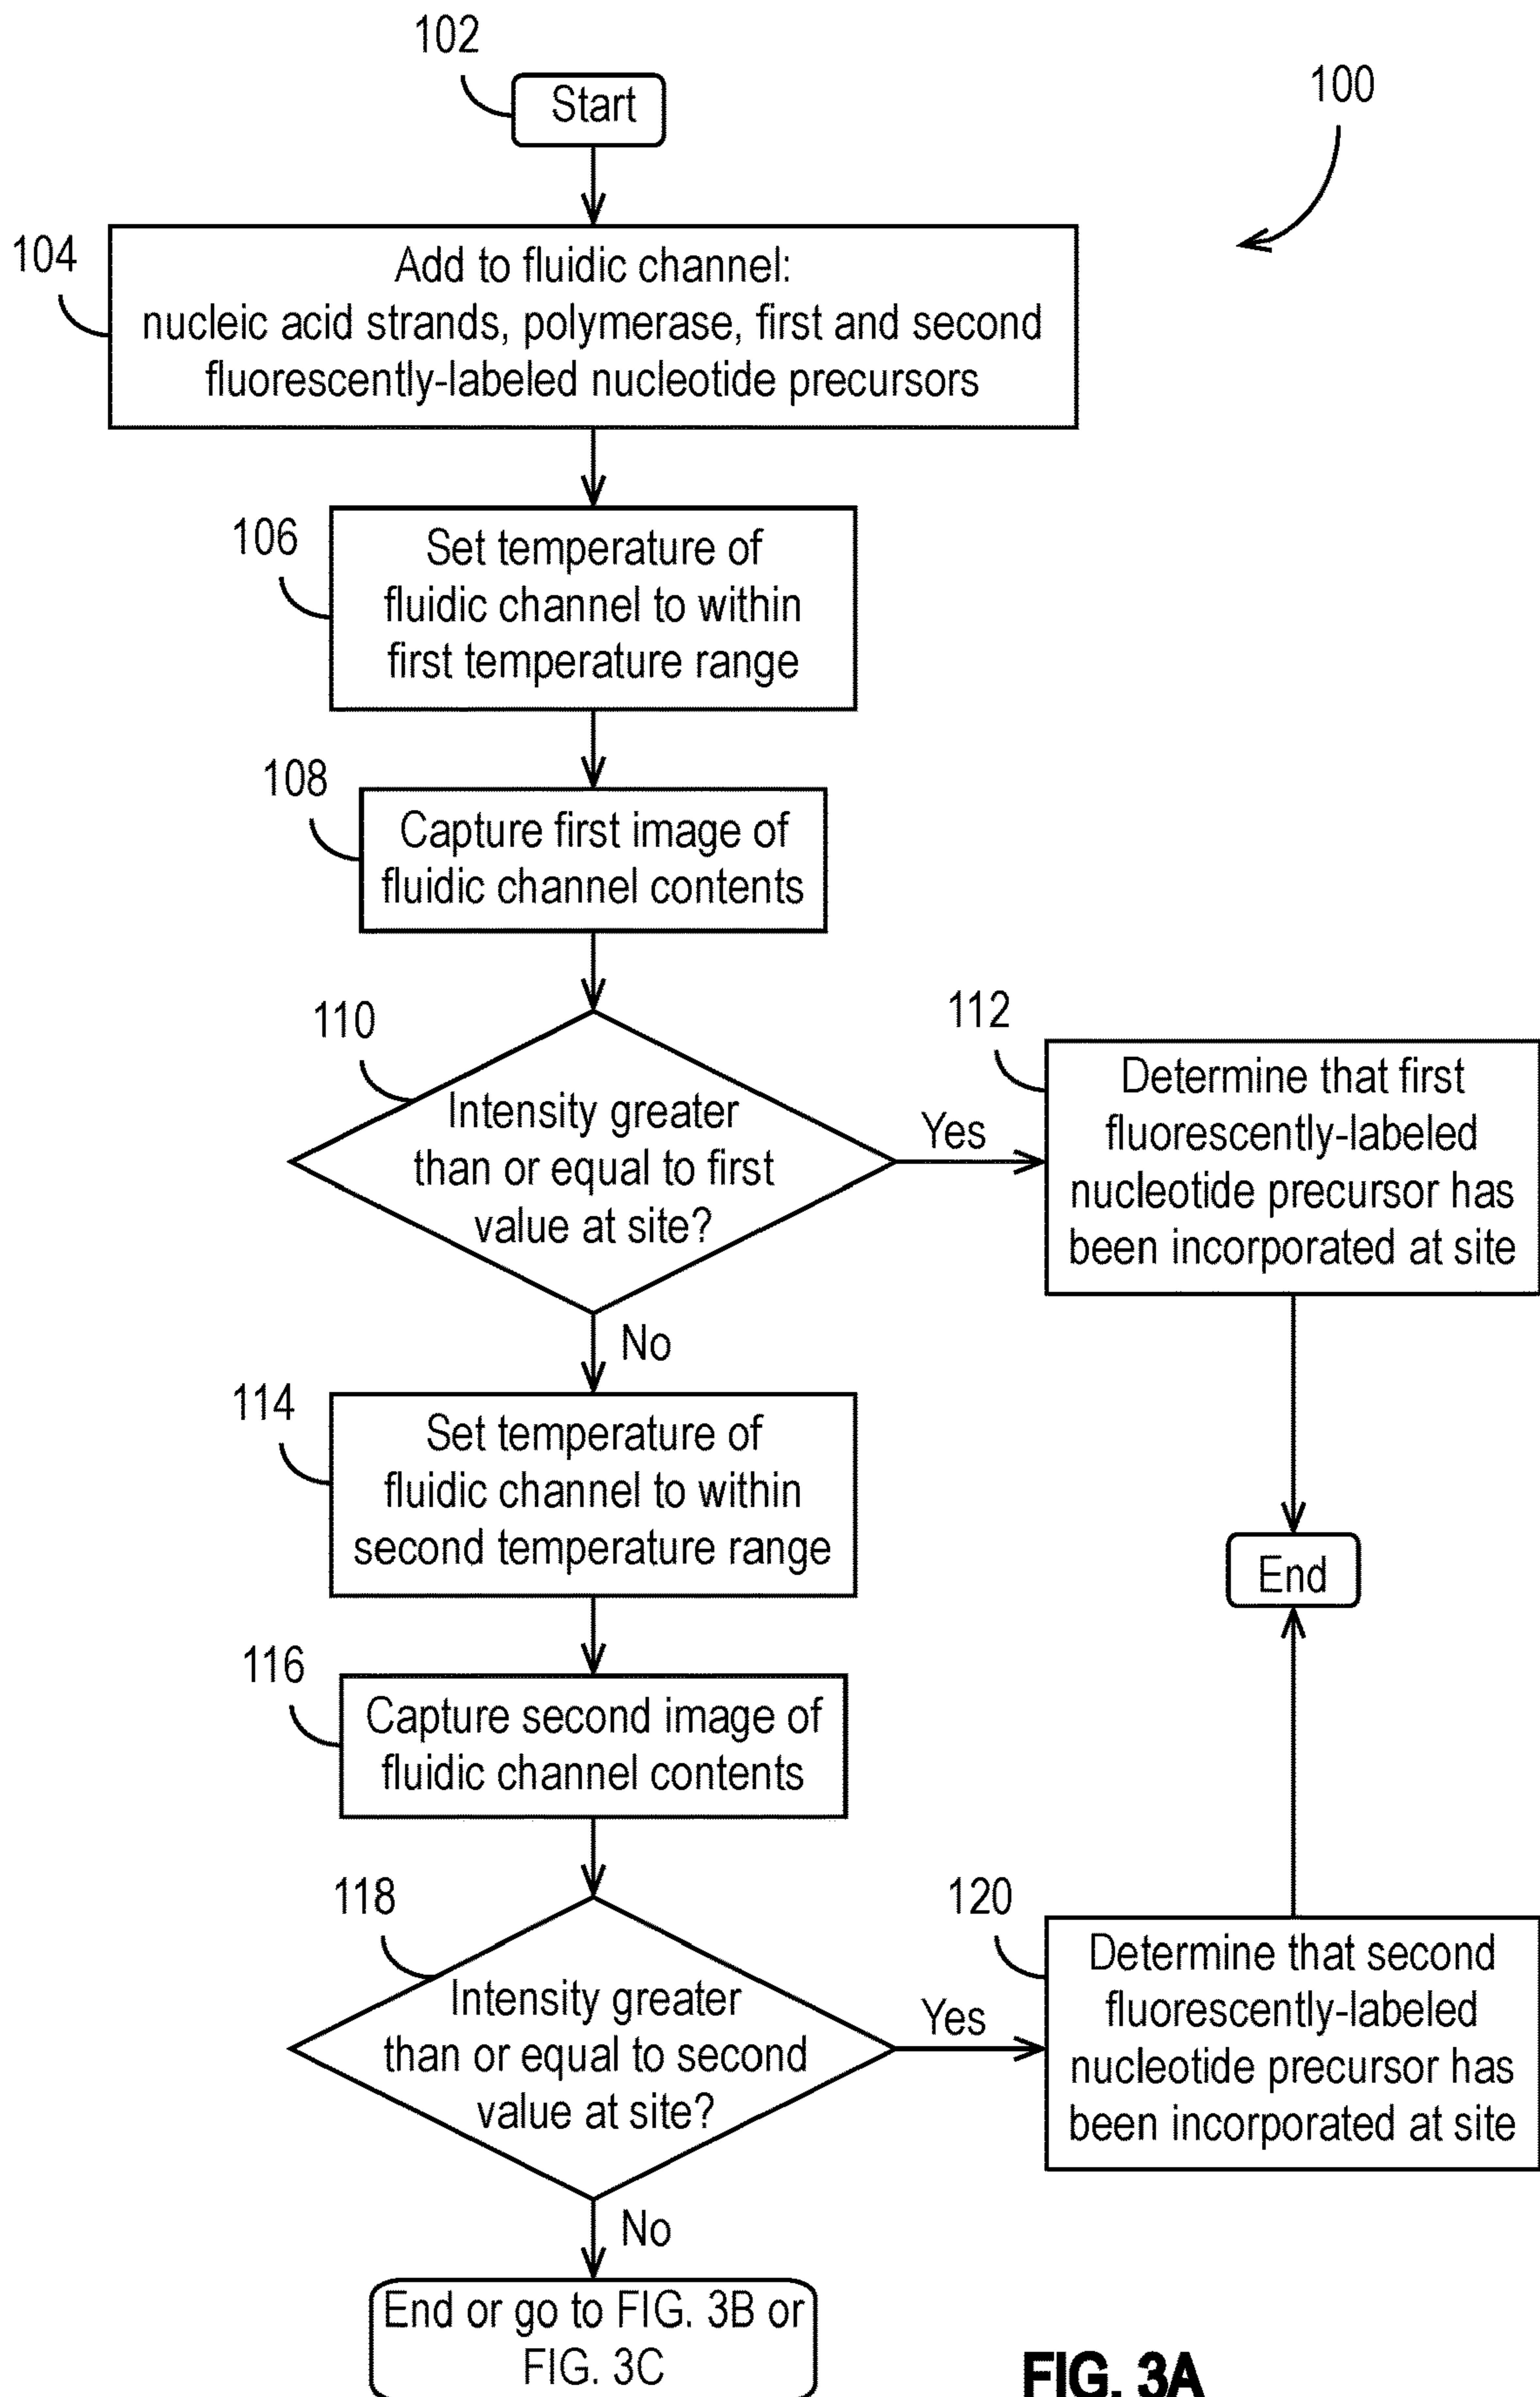 102
Start
100
104
Add to fluidic channel:
nucleic acid strands, polymerase, first and second
fluorescently-labeled nucleotide precursors
106
Set temperature of
fluidic channel to within
first temperature range
108
Capture first image of
fluidic channel contents
110
Intensity greater
than or equal to first
value at site?
Yes
112
Determine that first
fluorescently-labeled
nucleotide precursor has
been incorporated at site
No
114
Set temperature of
fluidic channel to within
second temperature range
End
116
Capture second image of
fluidic channel contents
118
Intensity greater
than or equal to second
value at site?
Yes
120
Determine that second
fluorescently-labeled
nucleotide precursor has
been incorporated at site
No
End or go to FIG. 3B or
FIG. 3C
FIG. 3A